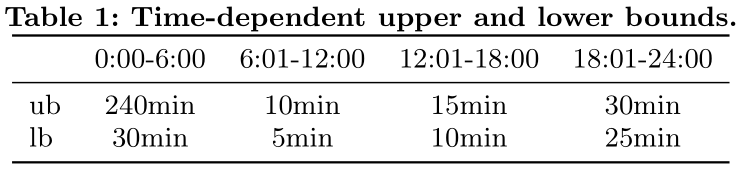 Table 1: Time-dependent upper and lower bounds.
0:00-6:00 6:01-12:00 12:01-18:00 18:01-24:00
ub 240min 10min 15min 30min
lb 30min 5min 10min 25min